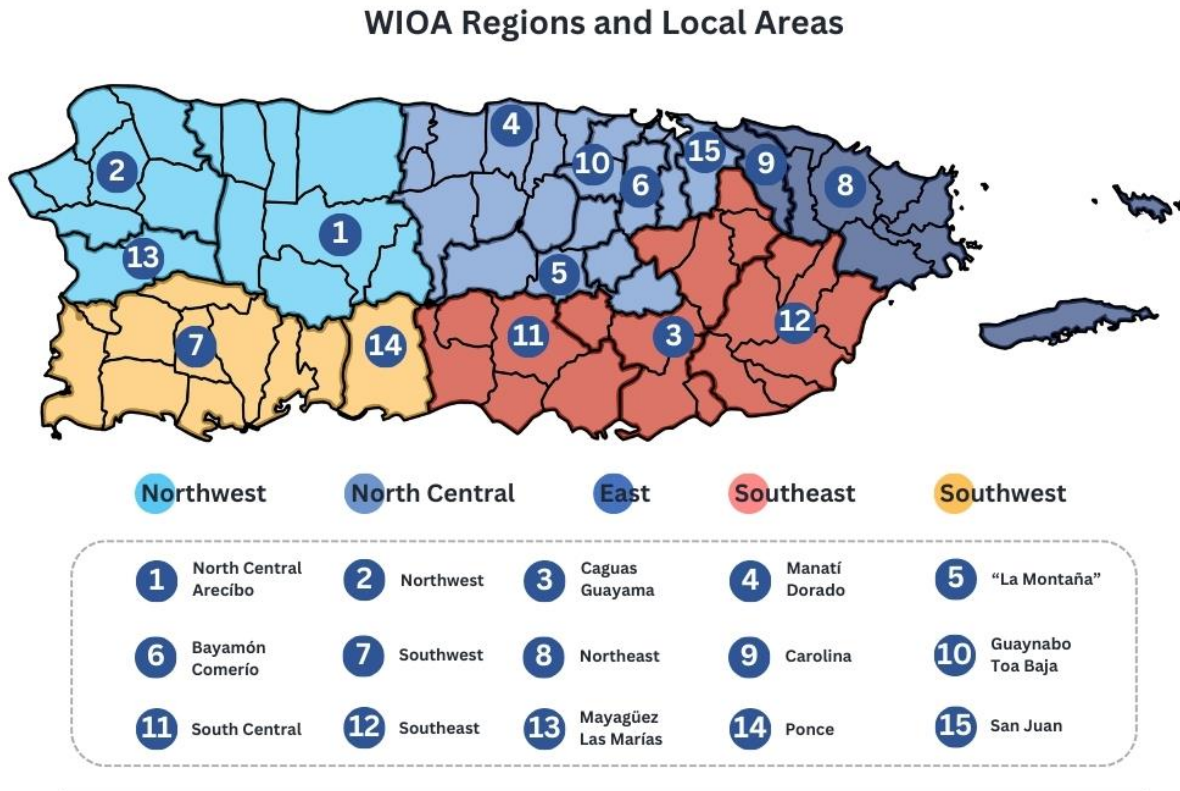 WIOA Regions and Local Areas
4
10
15
9
2
6
8
1
13
5
12
11
3
7
14
Northwest
North Central
East
Southeast
Southwest
1
North Central
Arecíbo
2
Northwest
3
Caguas
Guayama
4
Manatí
Dorado
5
“La Montaña”
6
Bayamón
Comerío
7
Southwest
8
Northeast
9
Carolina
10
Guaynabo
Toa Baja
11
South Central
12
Southeast
13
Mayagüez
Las Marías
14
Ponce
15
San Juan